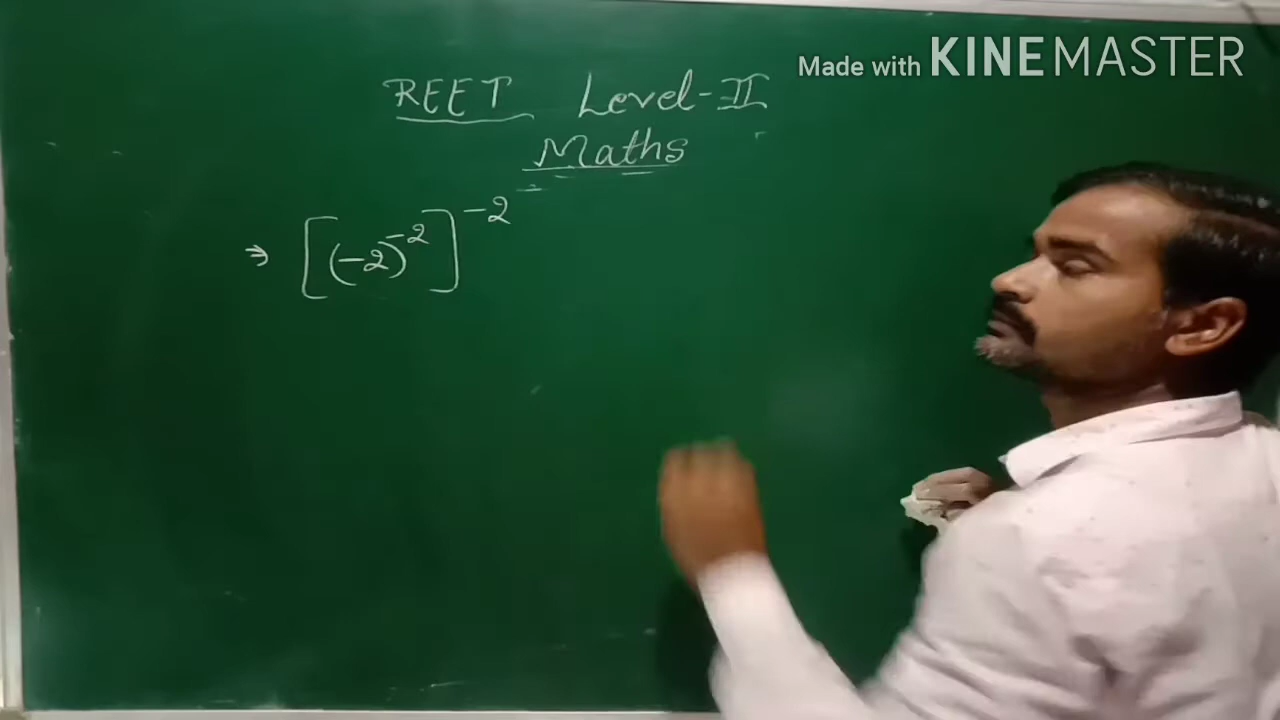 Made with KINEMASTER
REET Level-II
Maths
⇒ [(-2)^-2]^-2